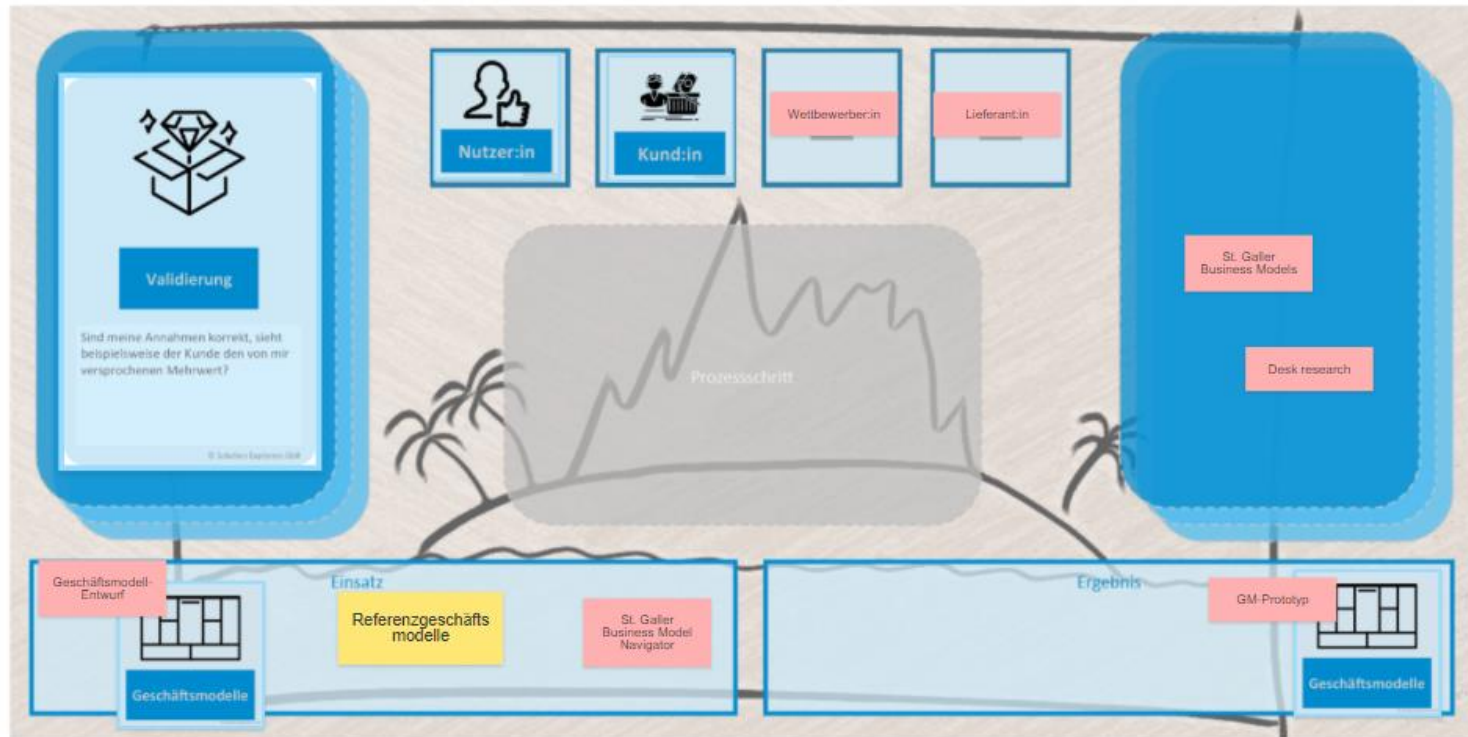 Nutzer:in
Kund:in
Wettbewerber:in
Lieferant:in
Validierung
Sind meine Annahmen korrekt, sieht
beispielsweise der Kunde den von mir
versprochenen Mehrwert?
Prozessschritt
St. Galler
Business Models
Desk research
Einsatz
Geschäftsmodell-
Entwurf
Geschäftsmodelle
Referenzgeschäfts
modelle
St. Galler
Business Model
Navigator
Ergebnis
GM-Prototyp
Geschäftsmodelle